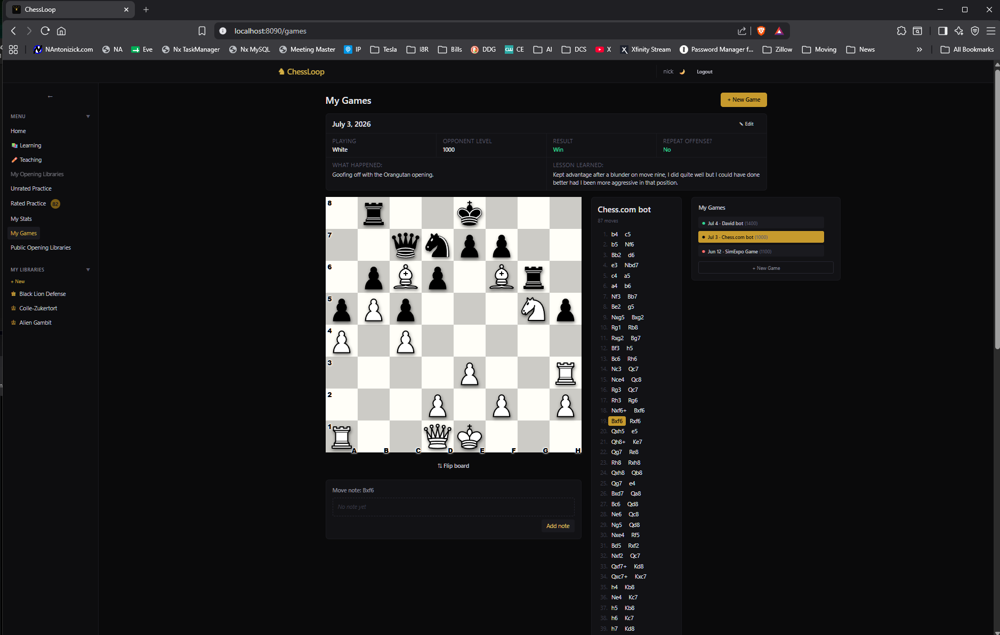 ChessLoop
localhost:8090/games
NAntonizick.com NA Eve Nx TaskManager Nx MySQL Meeting Master IP Tesla I8R Bills DDG CE AI DCS X Xfinity Stream Password Manager f... Zillow Moving News » All Bookmarks
ChessLoop
nick Logout
←
MENU
Home
Learning
Teaching
My Opening Libraries
Unrated Practice
Rated Practice 82
My Stats
My Games
Public Opening Libraries
MY LIBRARIES
+ New
Black Lion Defense
Colle-Zukertort
Alien Gambit
My Games
+ New Game
July 3, 2026
Edit
PLAYING
White
OPPONENT LEVEL
1000
RESULT
Win
REPEAT OFFENSE?
No
WHAT HAPPENED:
Goofing off with the Orangutan opening.
LESSON LEARNED:
Kept advantage after a blunder on move nine, I did quite well but I could have done
better had I been more aggressive in that position.
8
7
6
5
4
3
2
1
A B C D E F G H
⇅ Flip board
Move note: Bxf6
No note yet
Add note
Chess.com bot
87 moves
1. b4 c5
2. b5 Nf6
3. Bb2 d6
4. e3 Nbd7
5. c4 a5
6. a4 b6
7. Nf3 Bb7
8. Be2 g5
9. Nxg5 Bxg2
10. Rg1 Rb8
11. Rxg2 Bg7
12. Bf3 h5
13. Bc6 Rh6
14. Nc3 Qc7
15. Nce4 Qc8
16. Rg3 Qc7
17. Rh3 Rg6
18. Nxf6+ Bxf6
19. Bxf6 Rxf6
20. Qxh5 e5
21. Qh8+ Ke7
22. Qg7 Re8
23. Rh8 Rxh8
24. Qxh8 Qb8
25. Qg7 e4
26. Bxd7 Qa8
27. Bc6 Qd8
28. Ne6 Qc8
29. Ng5 Qd8
30. Nxe4 Rf5
31. Bd5 Rxf2
32. Nxf2 Qc7
33. Qxf7+ Kd8
34. Qxc7+ Kxc7
35. h4 Kb8
36. Ne4 Kc7
37. h5 Kb8
38. h6 Kc7
39. h7 Kd8
My Games
Jul 4 · David bot (1400)
Jul 3 · Chess.com bot (1000)
Jun 12 · SimExpo Game (1100)
+ New Game